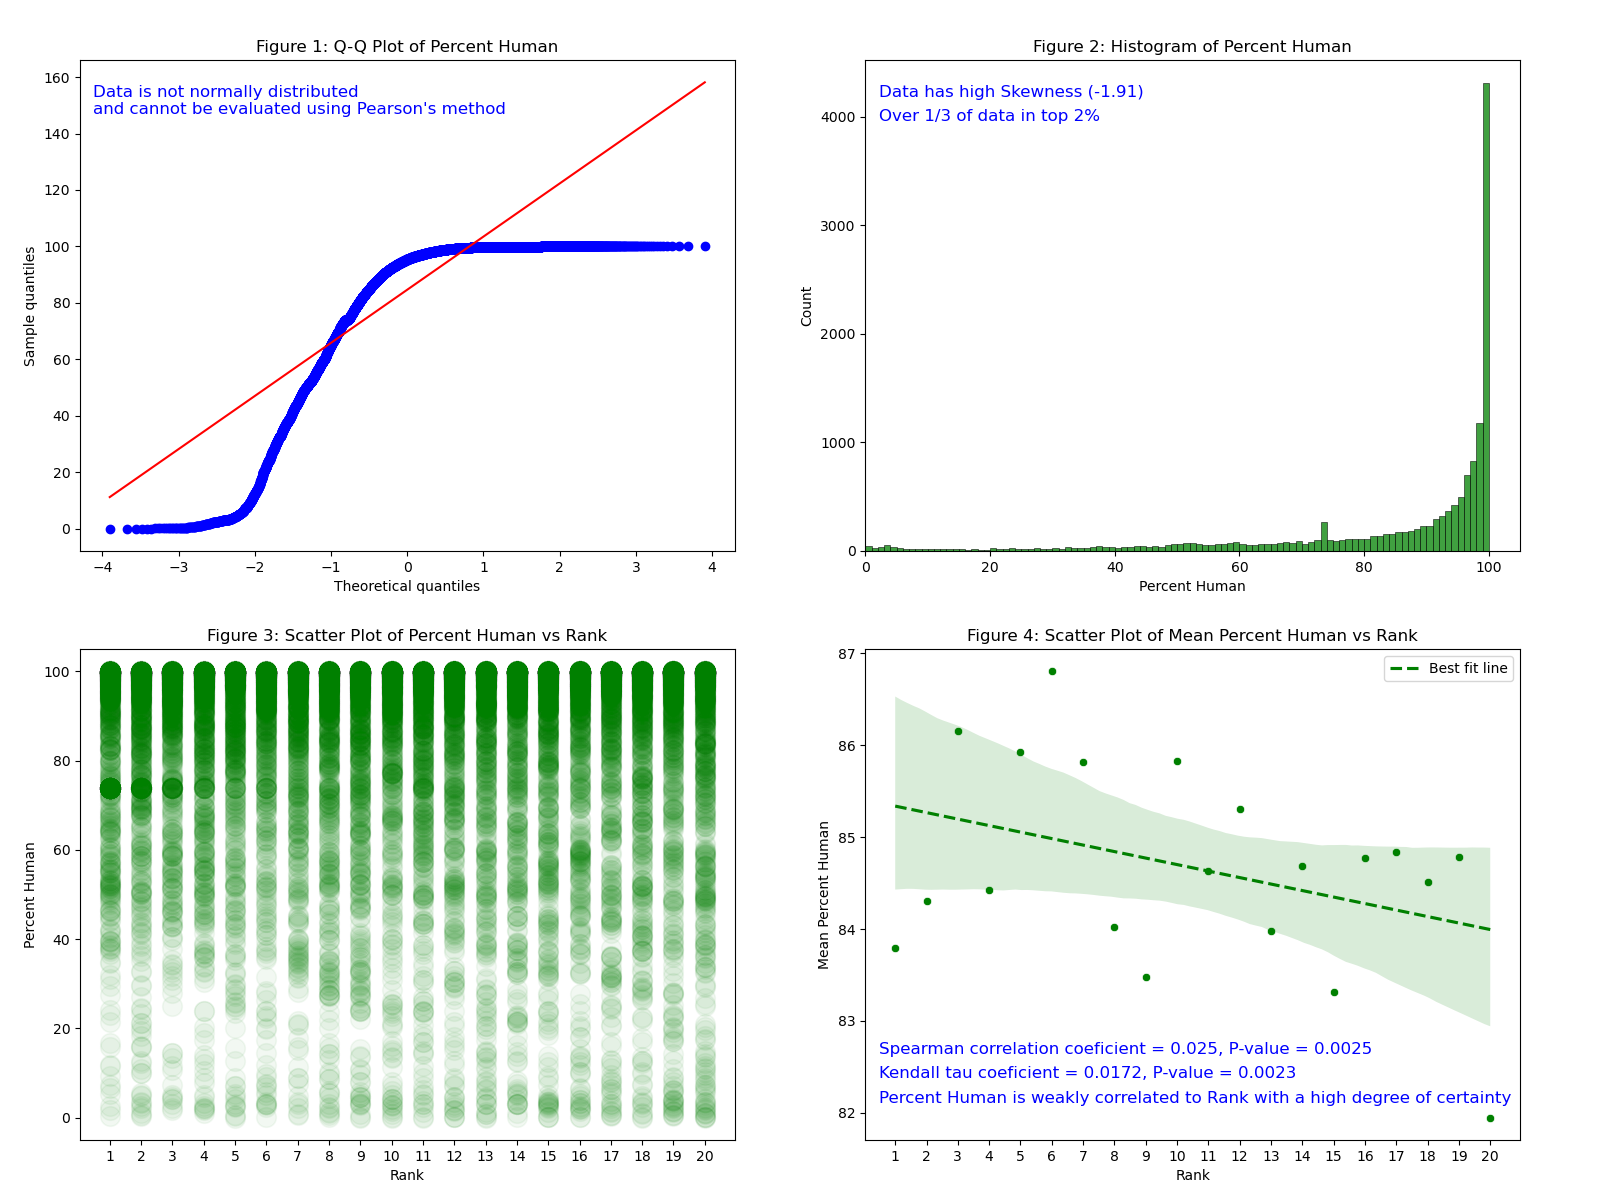 Figure 1: Q-Q Plot of Percent Human
Data is not normally distributed
and cannot be evaluated using Pearson's method
160
140
120
100
80
60
40
20
0
Sample quantiles
−4 −3 −2 −1 0 1 2 3 4
Theoretical quantiles
Figure 2: Histogram of Percent Human
Data has high Skewness (-1.91)
Over 1/3 of data in top 2%
4000
3000
2000
1000
0
Count
0 20 40 60 80 100
Percent Human
Figure 3: Scatter Plot of Percent Human vs Rank
100
80
60
40
20
0
Percent Human
1 2 3 4 5 6 7 8 9 10 11 12 13 14 15 16 17 18 19 20
Rank
Figure 4: Scatter Plot of Mean Percent Human vs Rank
Best fit line
87
86
85
84
83
82
Mean Percent Human
Spearman correlation coeficient = 0.025, P-value = 0.0025
Kendall tau coeficient = 0.0172, P-value = 0.0023
Percent Human is weakly correlated to Rank with a high degree of certainty
1 2 3 4 5 6 7 8 9 10 11 12 13 14 15 16 17 18 19 20
Rank